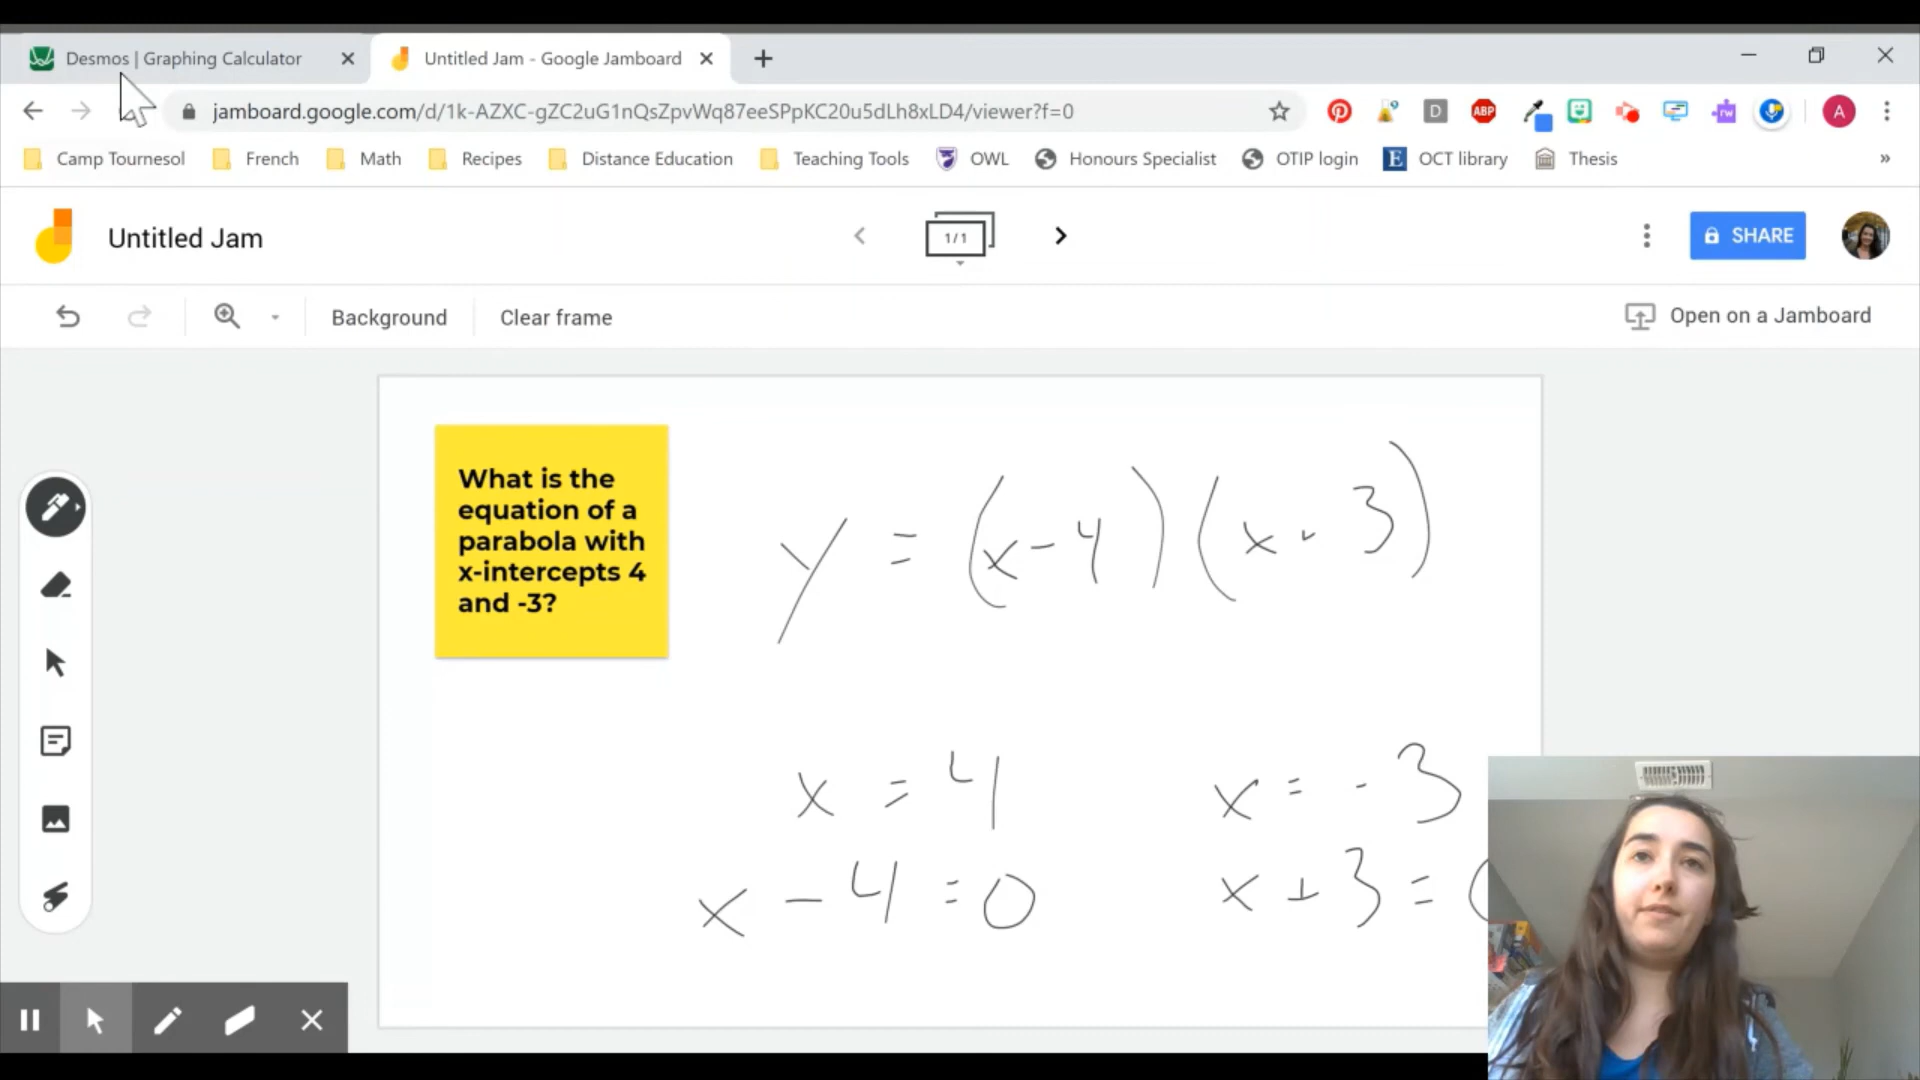 Desmos | Graphing Calculator
Untitled Jam - Google Jamboard
jamboard.google.com/d/1k-AZXC-gZC2uG1nQsZpvWq87eeSPpKC20u5dLh8xLD4/viewer?f=0
D
ABP
rw
A
Camp Tournesol
French
Math
Recipes
Distance Education
Teaching Tools
OWL
Honours Specialist
E
OTIP login
OCT library
Thesis
»
Untitled Jam
1/1
SHARE
Background
Clear frame
Open on a Jamboard
What is the
equation of a
parabola with
x-intercepts 4
and -3?
y = (x-4)(x+3)
x = 4
x = -3
x - 4 = 0
x + 3 = 0